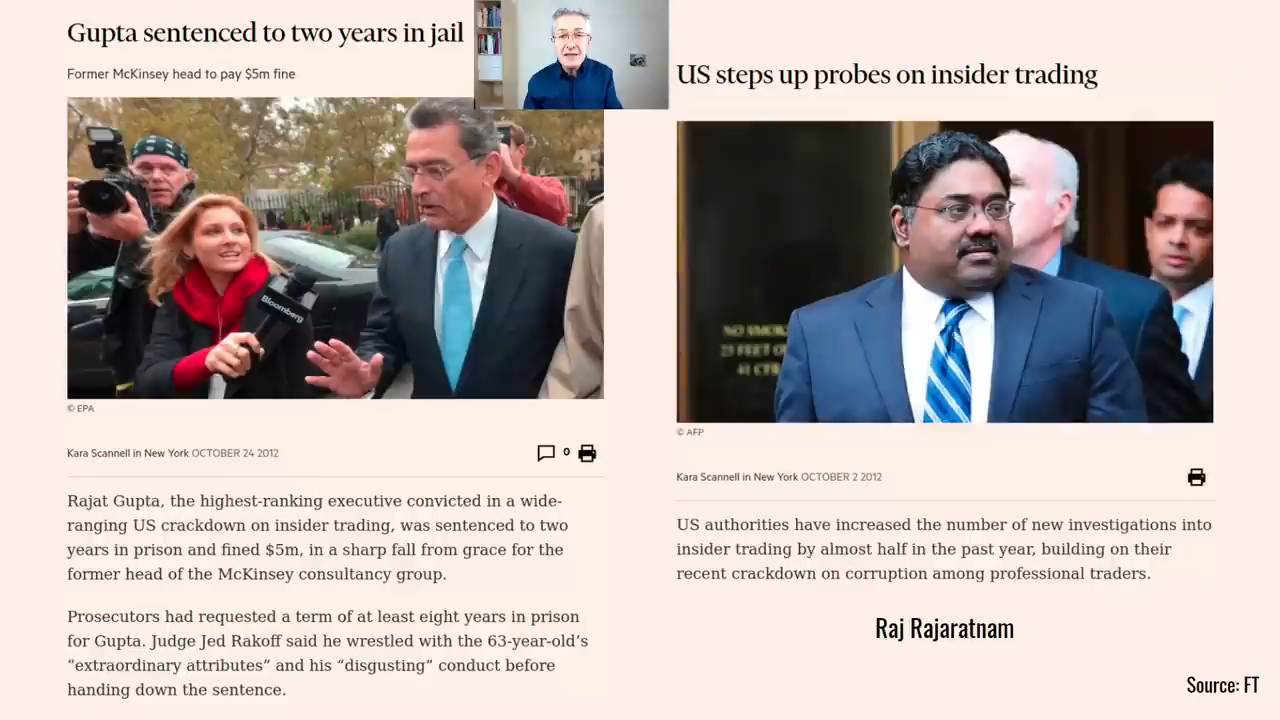 Gupta sentenced to two years in jail
Former McKinsey head to pay $5m fine
Bloomberg
© EPA
Kara Scannell in New York OCTOBER 24 2012
0
Rajat Gupta, the highest-ranking executive convicted in a wide-
ranging US crackdown on insider trading, was sentenced to two
years in prison and fined $5m, in a sharp fall from grace for the
former head of the McKinsey consultancy group.
Prosecutors had requested a term of at least eight years in prison
for Gupta. Judge Jed Rakoff said he wrestled with the 63-year-old’s
“extraordinary attributes” and his “disgusting” conduct before
handing down the sentence.
US steps up probes on insider trading
NO SMOK
25 FEET O
41 CFR
© AFP
Kara Scannell in New York OCTOBER 2 2012
US authorities have increased the number of new investigations into
insider trading by almost half in the past year, building on their
recent crackdown on corruption among professional traders.
Raj Rajaratnam
Source: FT